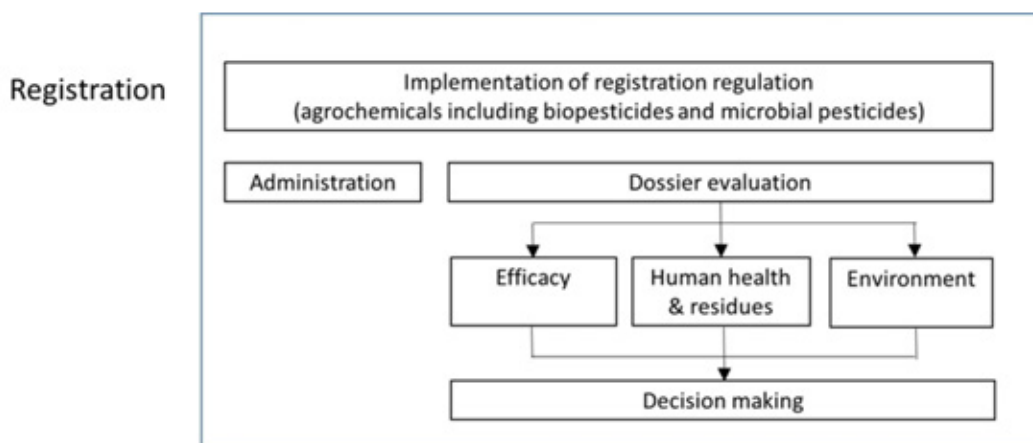 Registration
Implementation of registration regulation
(agrochemicals including biopesticides and microbial pesticides)
Administration
Dossier evaluation
Efficacy
Human health
& residues
Environment
Decision making